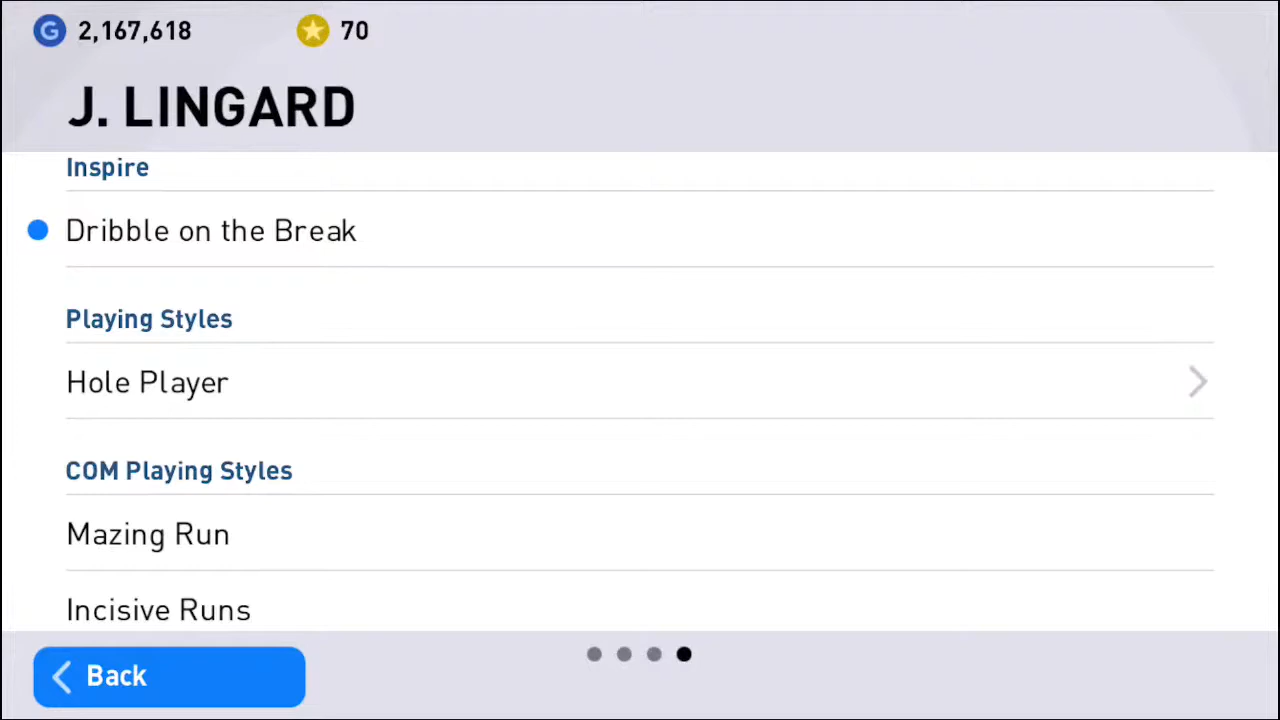 G 2,167,618 70
J. LINGARD
Inspire
Dribble on the Break
Playing Styles
Hole Player
COM Playing Styles
Mazing Run
Incisive Runs
Back